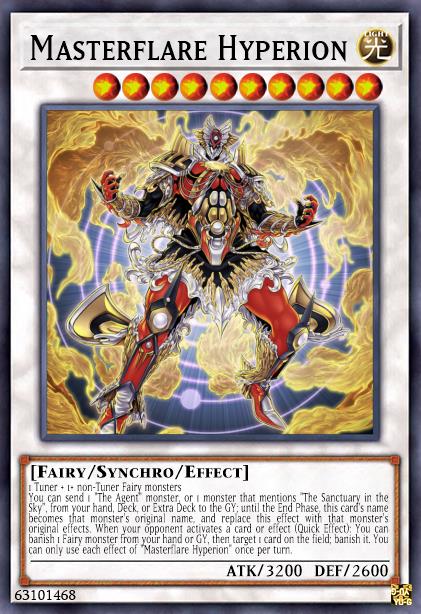 MASTERFLARE HYPERION
LIGHT
光
[FAIRY/SYNCHRO/EFFECT]
1 Tuner + 1+ non-Tuner Fairy monsters
You can send 1 "The Agent" monster, or 1 monster that mentions "The Sanctuary in the
Sky", from your hand, Deck, or Extra Deck to the GY; until the End Phase, this card's name
becomes that monster's original name, and replace this effect with that monster's
original effects. When your opponent activates a card or effect (Quick Effect): You can
banish 1 Fairy monster from your hand or GY, then target 1 card on the field; banish it. You
can only use each effect of "Masterflare Hyperion" once per turn.
ATK/3200 DEF/2600
63101468